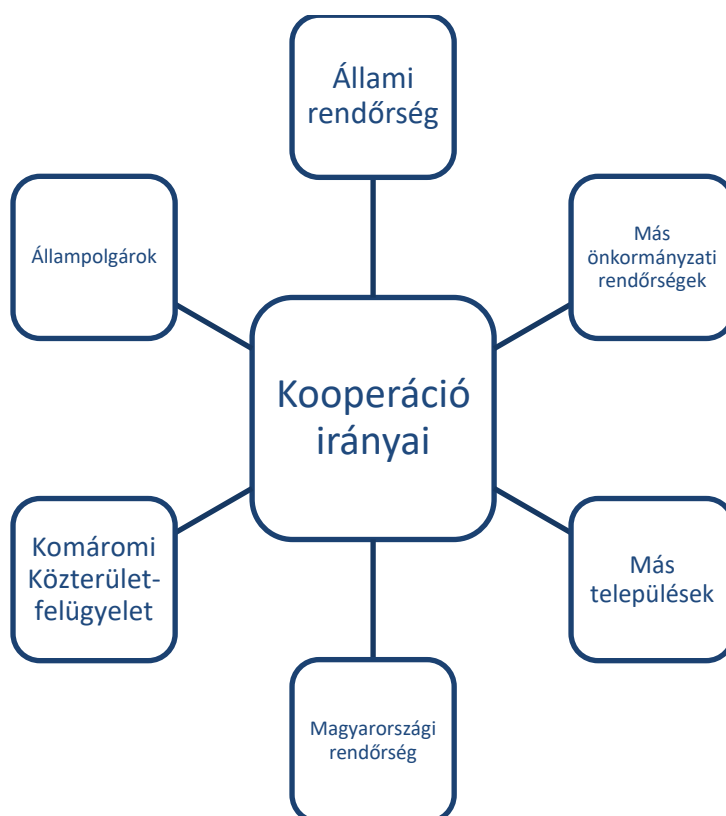 Állami
rendőrség
Állampolgárok
Más
önkormányzati
rendőrségek
Kooperáció
irányai
Komáromi
Közterület-
felügyelet
Más
települések
Magyarországi
rendőrség